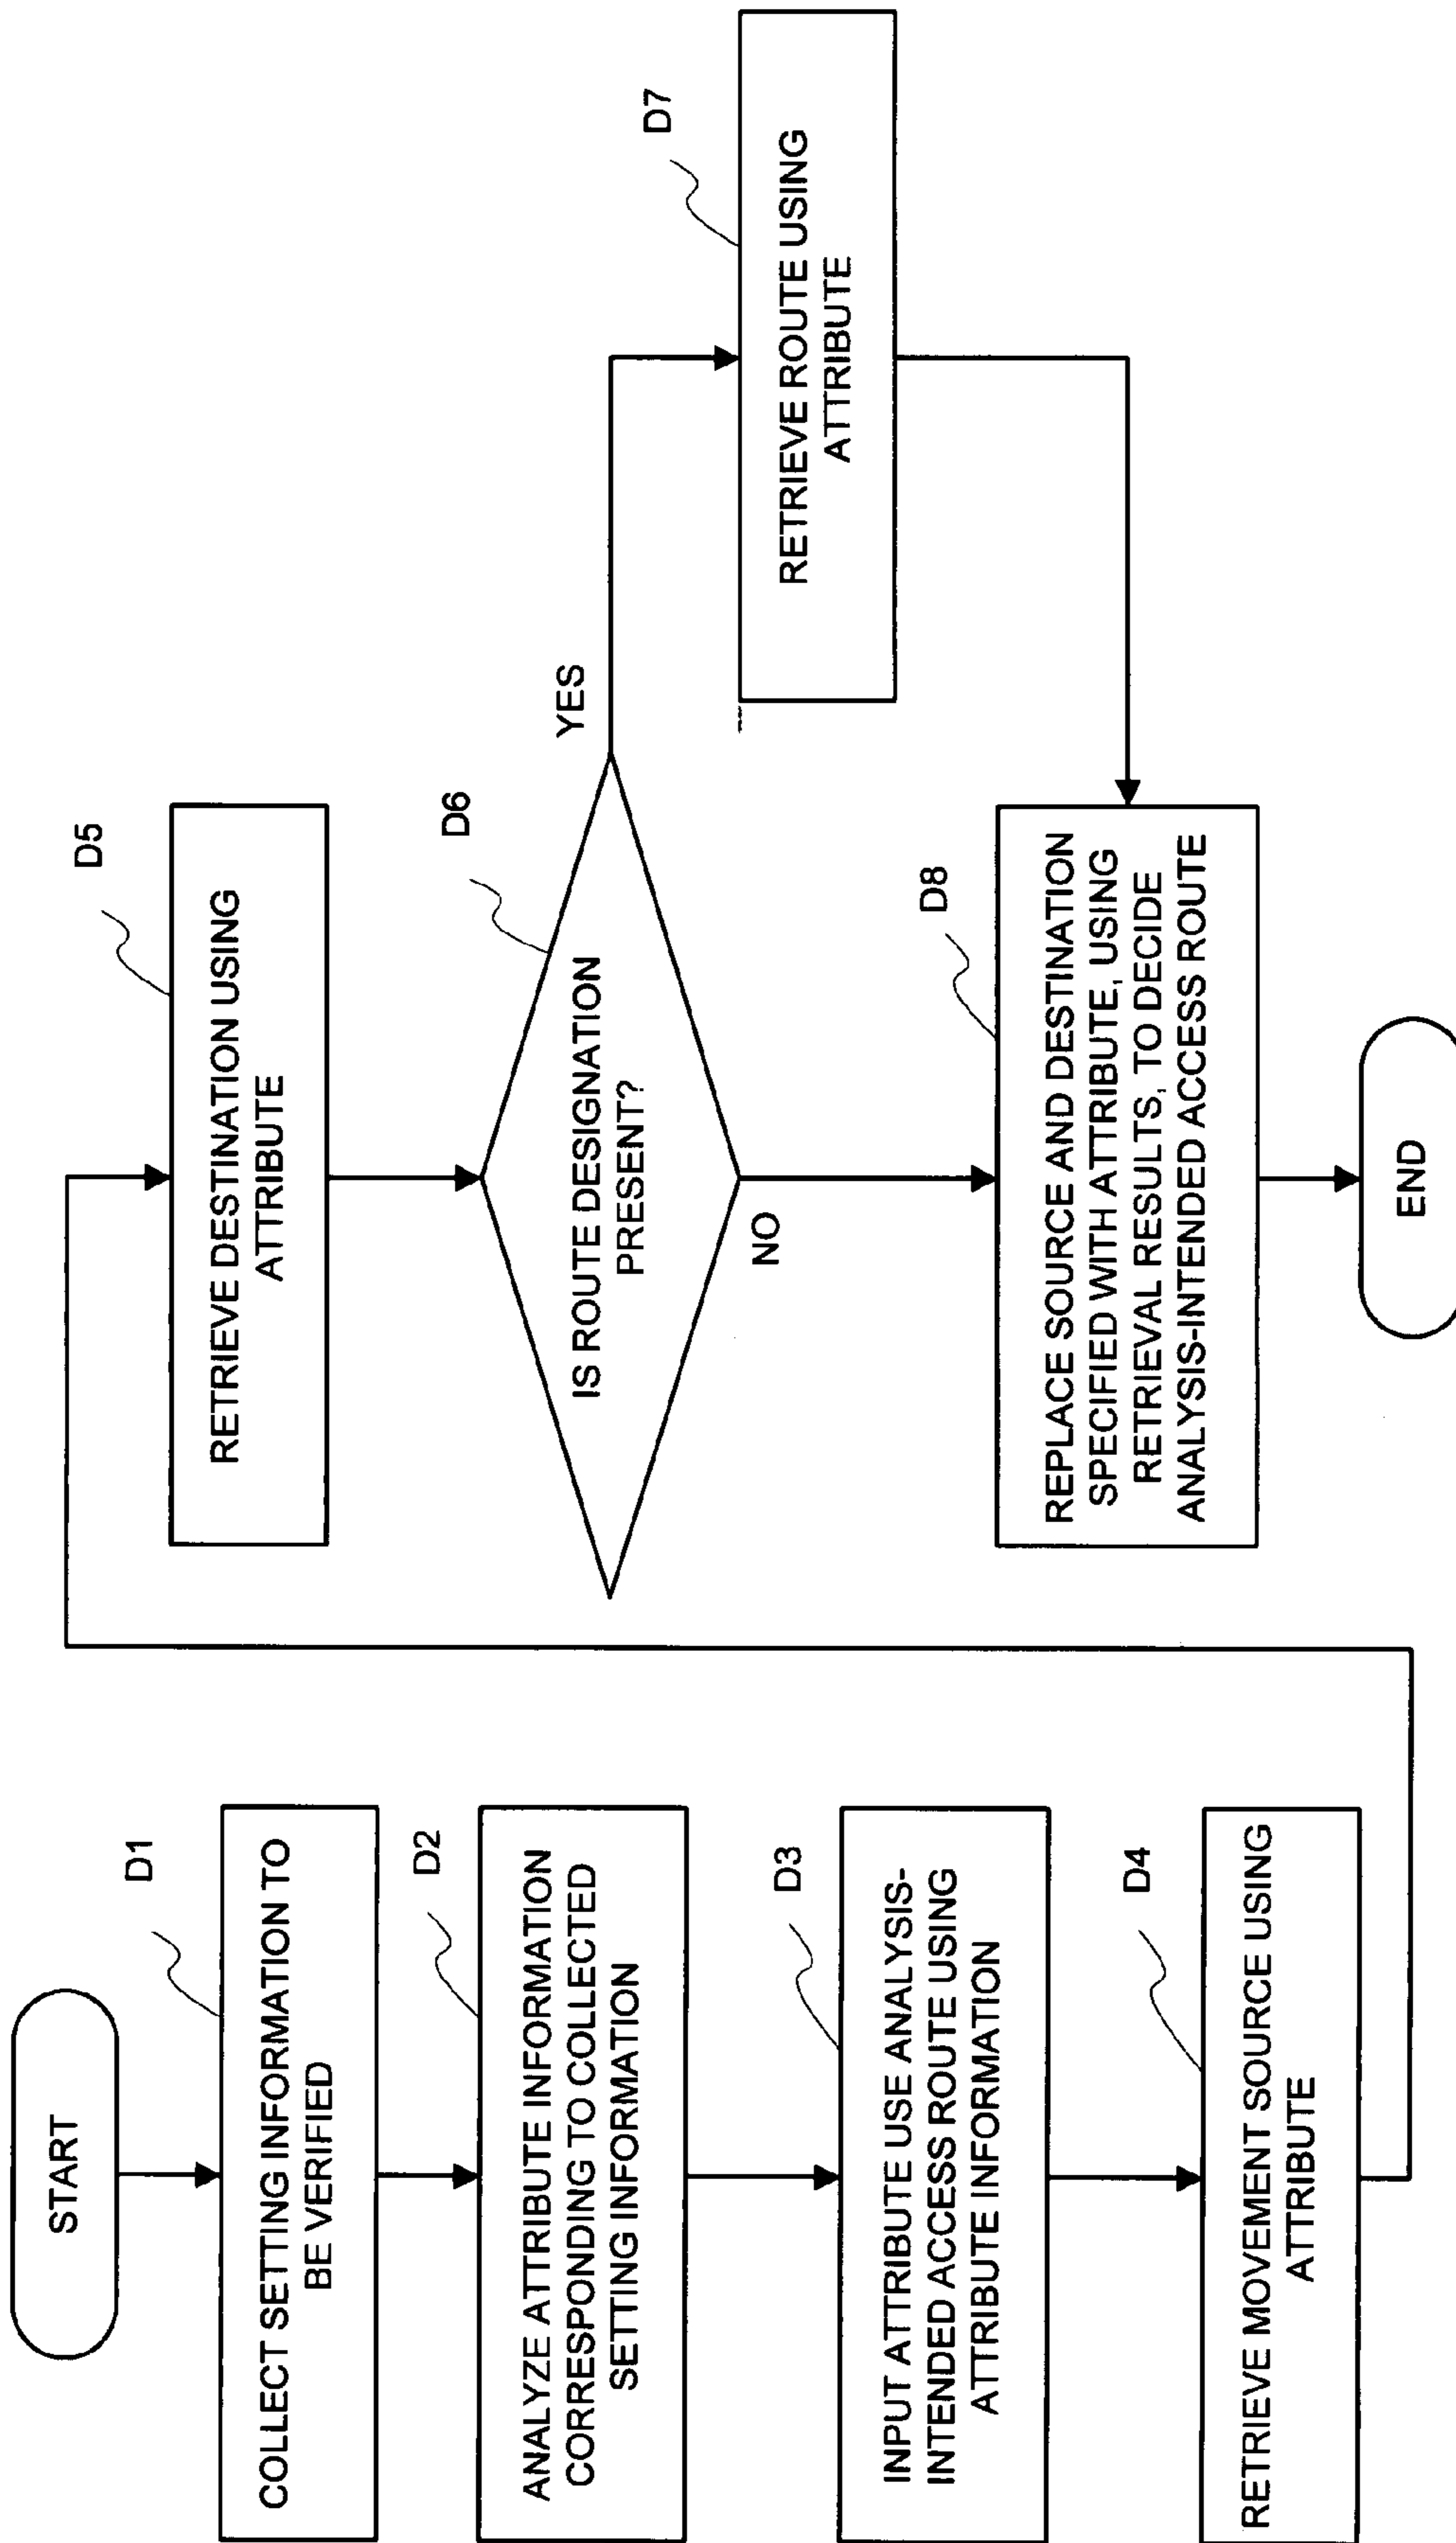 START
D1
COLLECT SETTING INFORMATION TO
BE VERIFIED
D2
ANALYZE ATTRIBUTE INFORMATION
CORRESPONDING TO COLLECTED
SETTING INFORMATION
D3
INPUT ATTRIBUTE USE ANALYSIS-
INTENDED ACCESS ROUTE USING
ATTRIBUTE INFORMATION
D4
RETRIEVE MOVEMENT SOURCE USING
ATTRIBUTE
D5
RETRIEVE DESTINATION USING
ATTRIBUTE
D6
IS ROUTE DESIGNATION
PRESENT?
YES
NO
D7
RETRIEVE ROUTE USING
ATTRIBUTE
D8
REPLACE SOURCE AND DESTINATION
SPECIFIED WITH ATTRIBUTE, USING
RETRIEVAL RESULTS, TO DECIDE
ANALYSIS-INTENDED ACCESS ROUTE
END